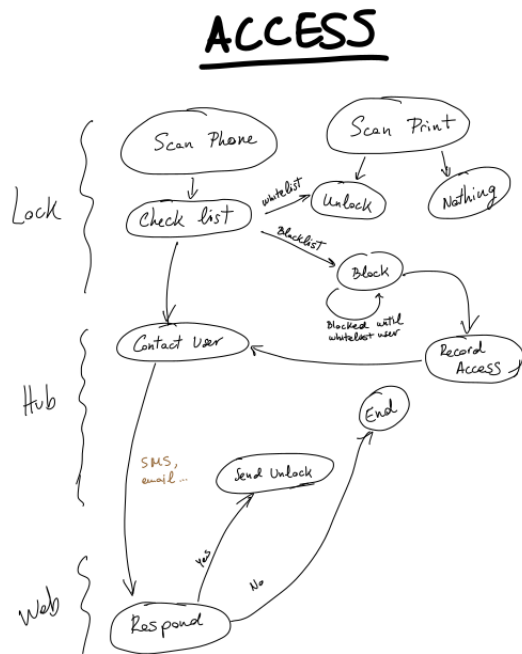 ACCESS
Scan Phone
Scan Print
Lock
whitelist
Unlock
Nothing
Check list
Blacklist
Block
Blocked until
whitelist user
Contact User
Record
Access
Hub
End
SMS,
email...
Send Unlock
Yes
No
Web
Respond